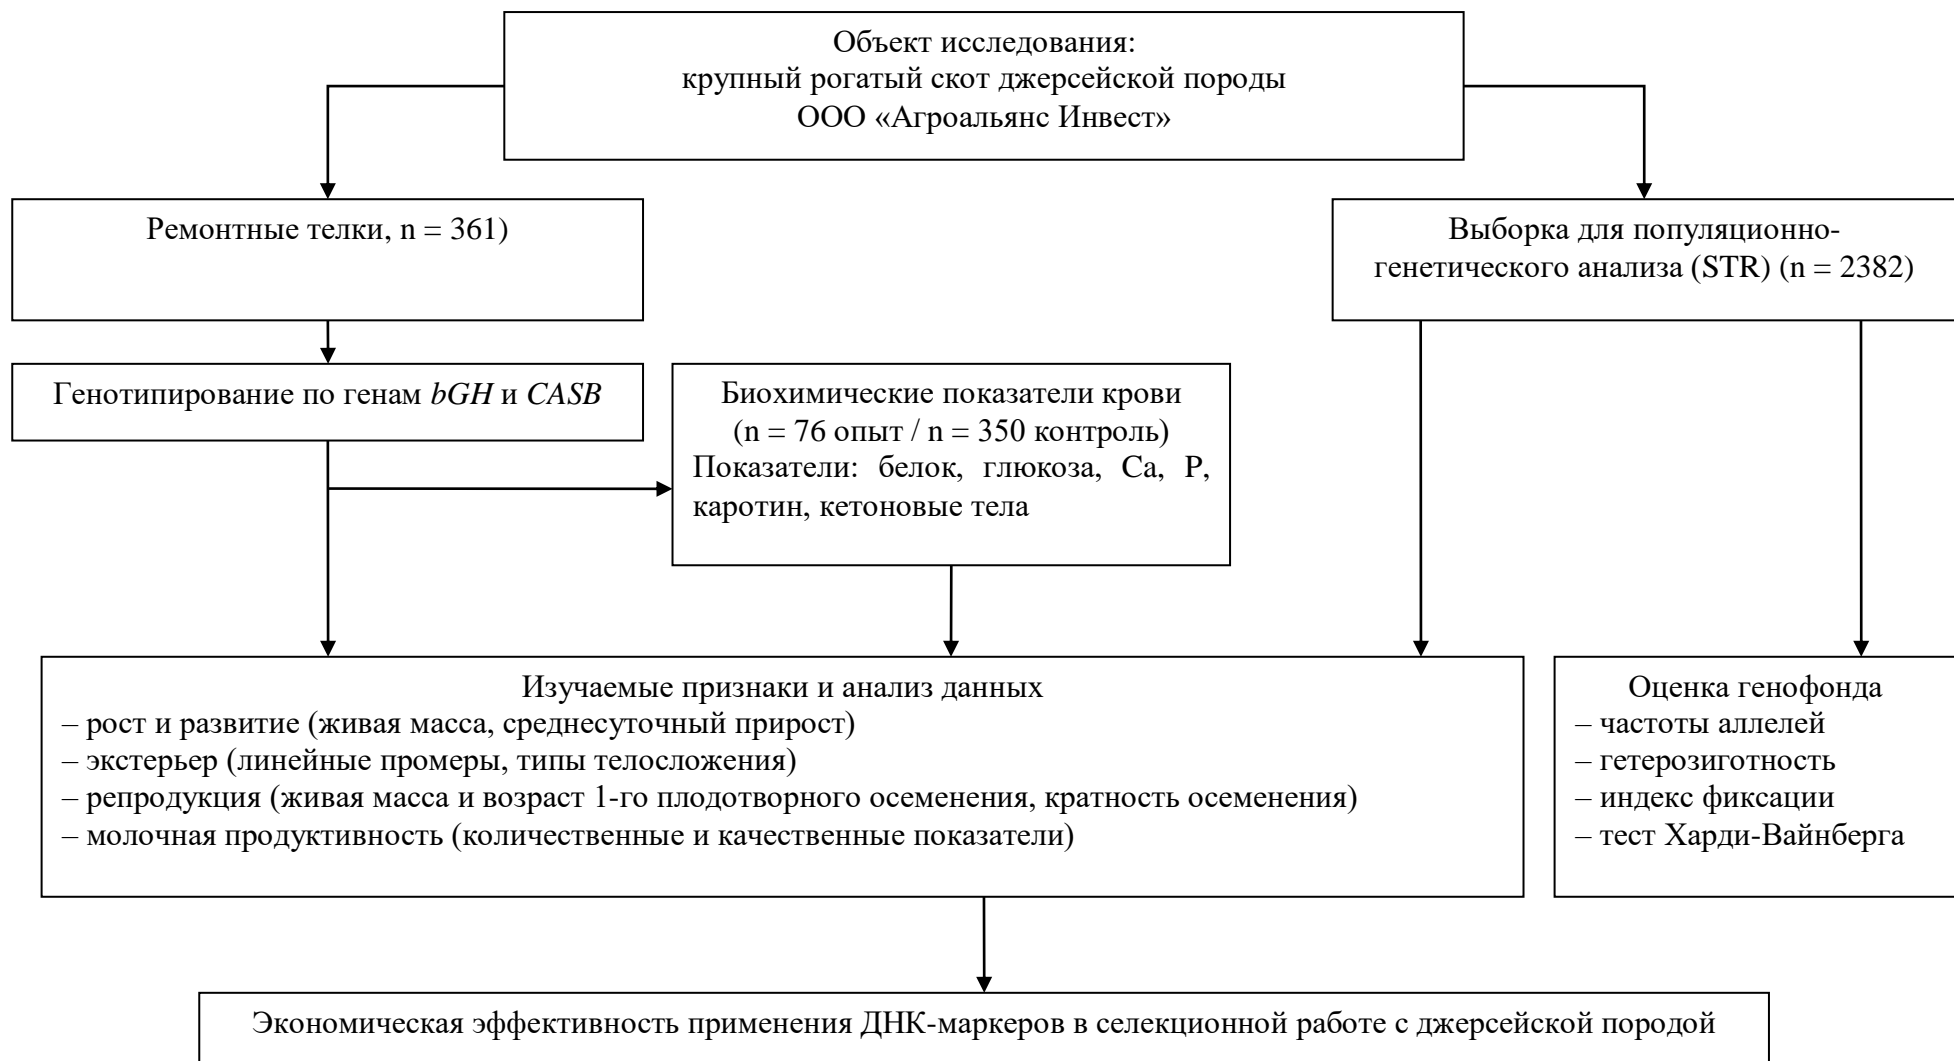 Объект исследования:
крупный рогатый скот джерсейской породы
ООО «Агроальянс Инвест»
Ремонтные телки, n = 361)
Выборка для популяционно-
генетического анализа (STR) (n = 2382)
Генотипирование по генам bGH и CASB
Биохимические показатели крови
(n = 76 опыт / n = 350 контроль)
Показатели: белок, глюкоза, Ca, P,
каротин, кетоновые тела
Изучаемые признаки и анализ данных
– рост и развитие (живая масса, среднесуточный прирост)
– экстерьер (линейные промеры, типы телосложения)
– репродукция (живая масса и возраст 1-го плодотворного осеменения, кратность осеменения)
– молочная продуктивность (количественные и качественные показатели)
Оценка генофонда
– частоты аллелей
– гетерозиготность
– индекс фиксации
– тест Харди-Вайнберга
Экономическая эффективность применения ДНК-маркеров в селекционной работе с джерсейской породой